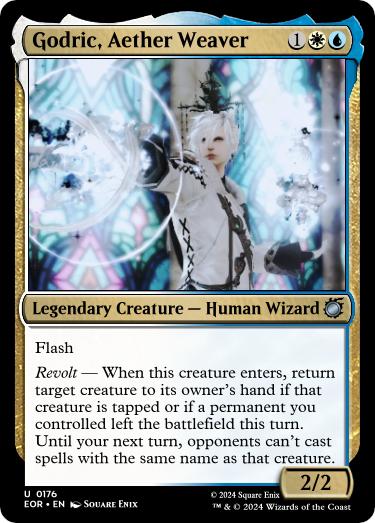 Godric, Aether Weaver 1
Legendary Creature — Human Wizard
Flash
Revolt — When this creature enters, return
target creature to its owner's hand if that
creature is tapped or if a permanent you
controlled left the battlefield this turn.
Until your next turn, opponents can't cast
spells with the same name as that creature.
2/2
U 0176
EOR • EN SQUARE ENIX
© 2024 Square Enix
™ & © 2024 Wizards of the Coast